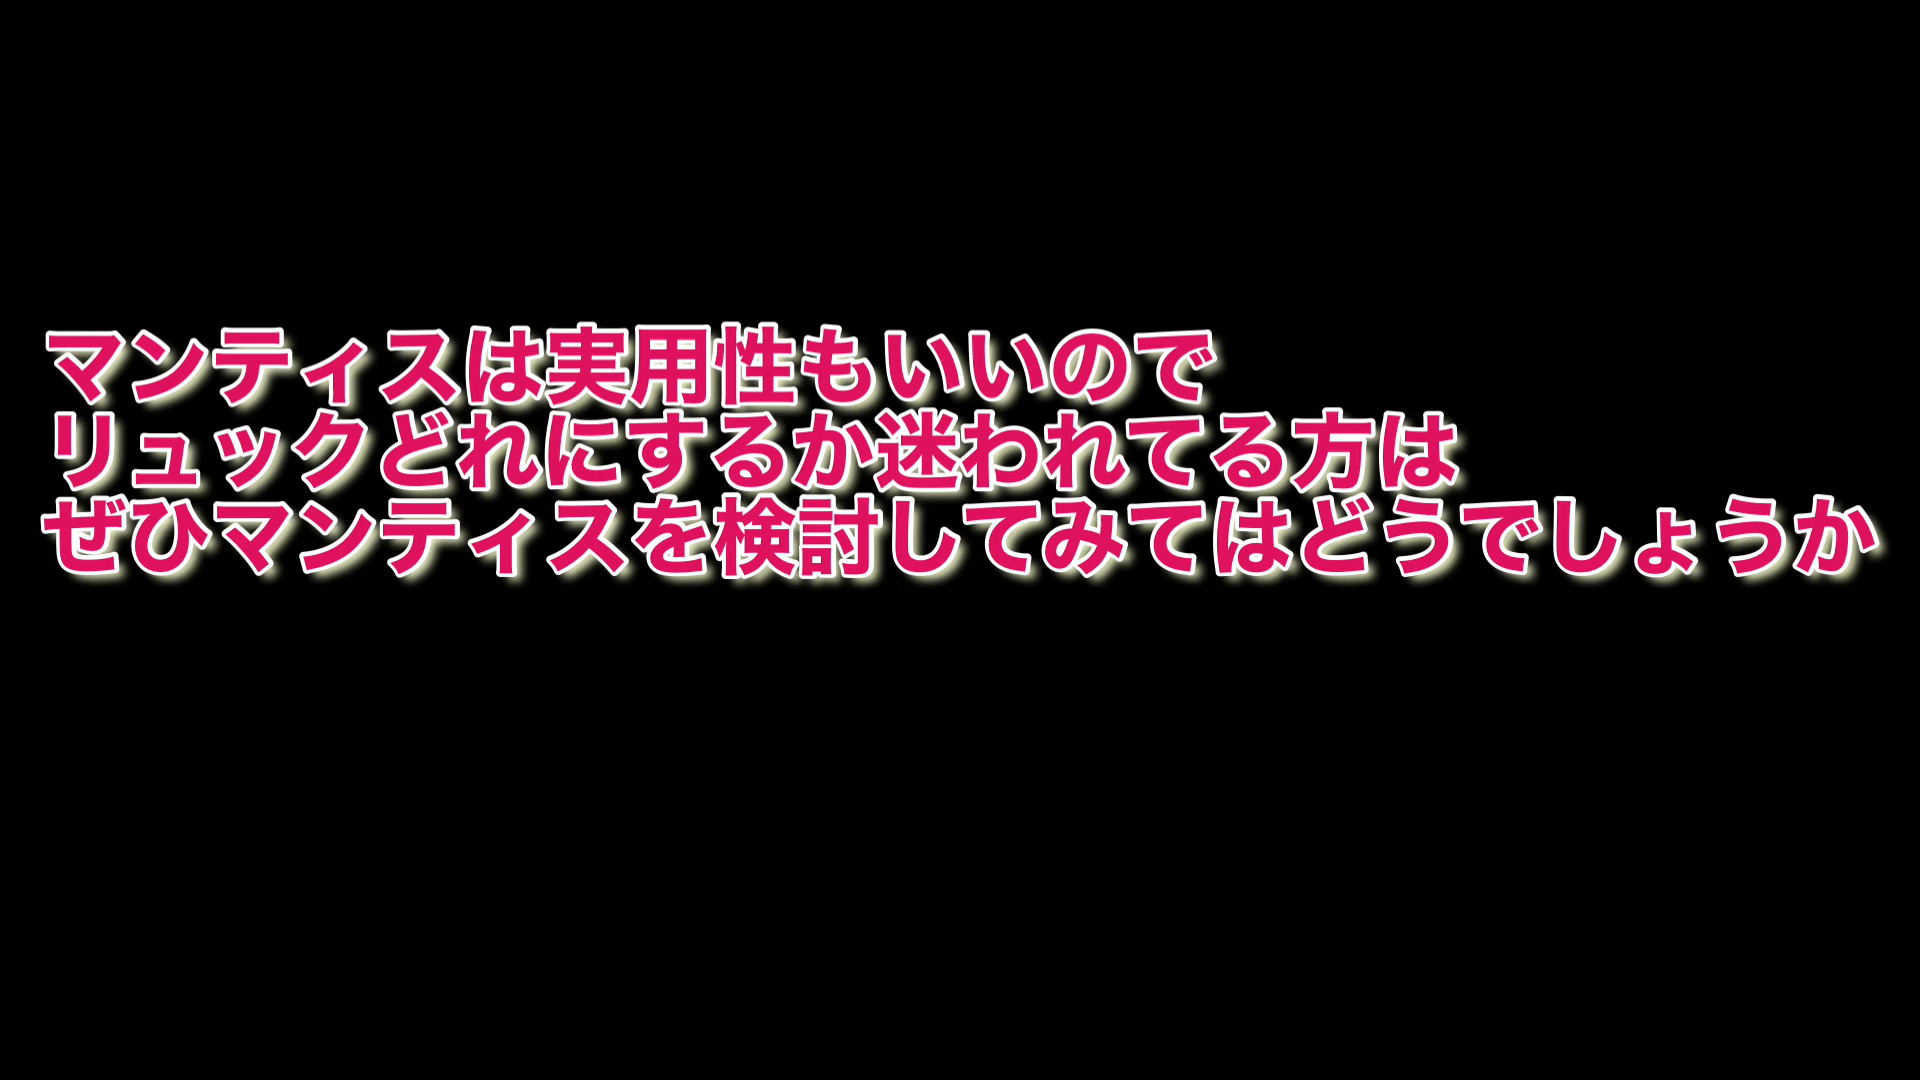 マンティスは実用性もいいので
リュックどれにするか迷われてる方は
ぜひマンティスを検討してみてはどうでしょうか